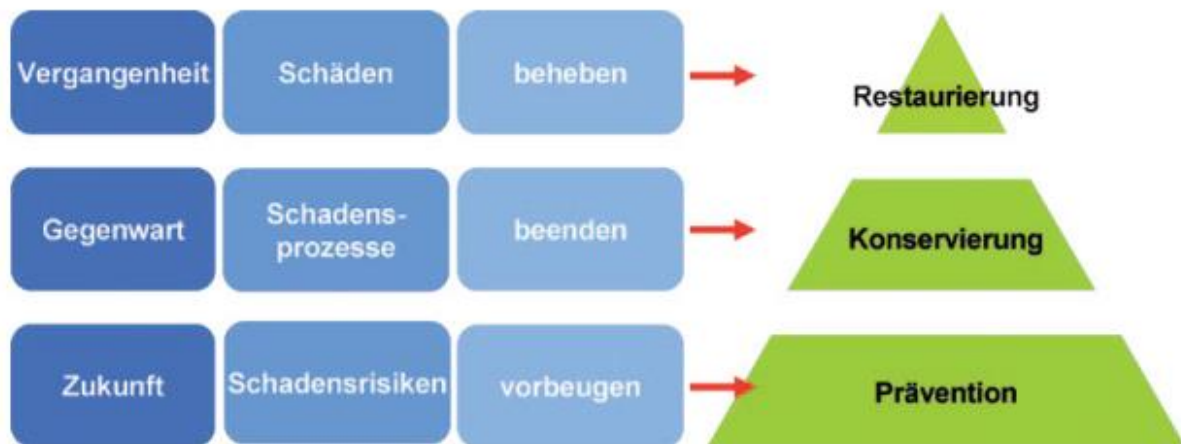 Vergangenheit
Schäden
beheben
Restaurierung
Gegenwart
Schadens-
prozesse
beenden
Konservierung
Zukunft
Schadensrisiken
vorbeugen
Prävention